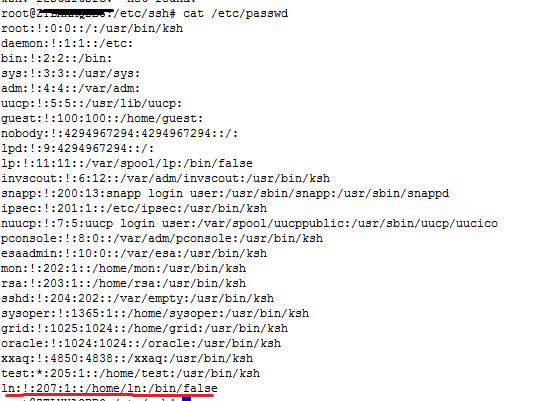 root@:/etc/ssh# cat /etc/passwd
root:!:0:0::/:/usr/bin/ksh
daemon:!:1:1::/etc:
bin:!:2:2::/bin:
sys:!:3:3::/usr/sys:
adm:!:4:4::/var/adm:
uucp:!:5:5::/usr/lib/uucp:
guest:!:100:100::/home/guest:
nobody:!:4294967294:4294967294::/:
lpd:!:9:4294967294::/:
lp:!:11:11::/var/spool/lp:/bin/false
invscout:!:6:12::/var/adm/invscout:/usr/bin/ksh
snapp:!:200:13:snapp login user:/usr/sbin/snapp:/usr/sbin/snappd
ipsec:!:201:1::/etc/ipsec:/usr/bin/ksh
nuucp:!:7:5:uucp login user:/var/spool/uucppublic:/usr/sbin/uucp/uucico
pconsole:!:8:0::/var/adm/pconsole:/usr/bin/ksh
esaadmin:!:10:0::/var/esa:/usr/bin/ksh
mon:!:202:1::/home/mon:/usr/bin/ksh
rsa:!:203:1::/home/rsa:/usr/bin/ksh
sshd:!:204:202::/var/empty:/usr/bin/ksh
sysoper:!:1365:1::/home/sysoper:/usr/bin/ksh
grid:!:1025:1024::/home/grid:/usr/bin/ksh
oracle:!:1024:1024::/oracle:/usr/bin/ksh
xxaq:!:4850:4838::/xxaq:/usr/bin/ksh
test:*:205:1::/home/test:/usr/bin/ksh
ln:!:207:1::/home/ln:/bin/false